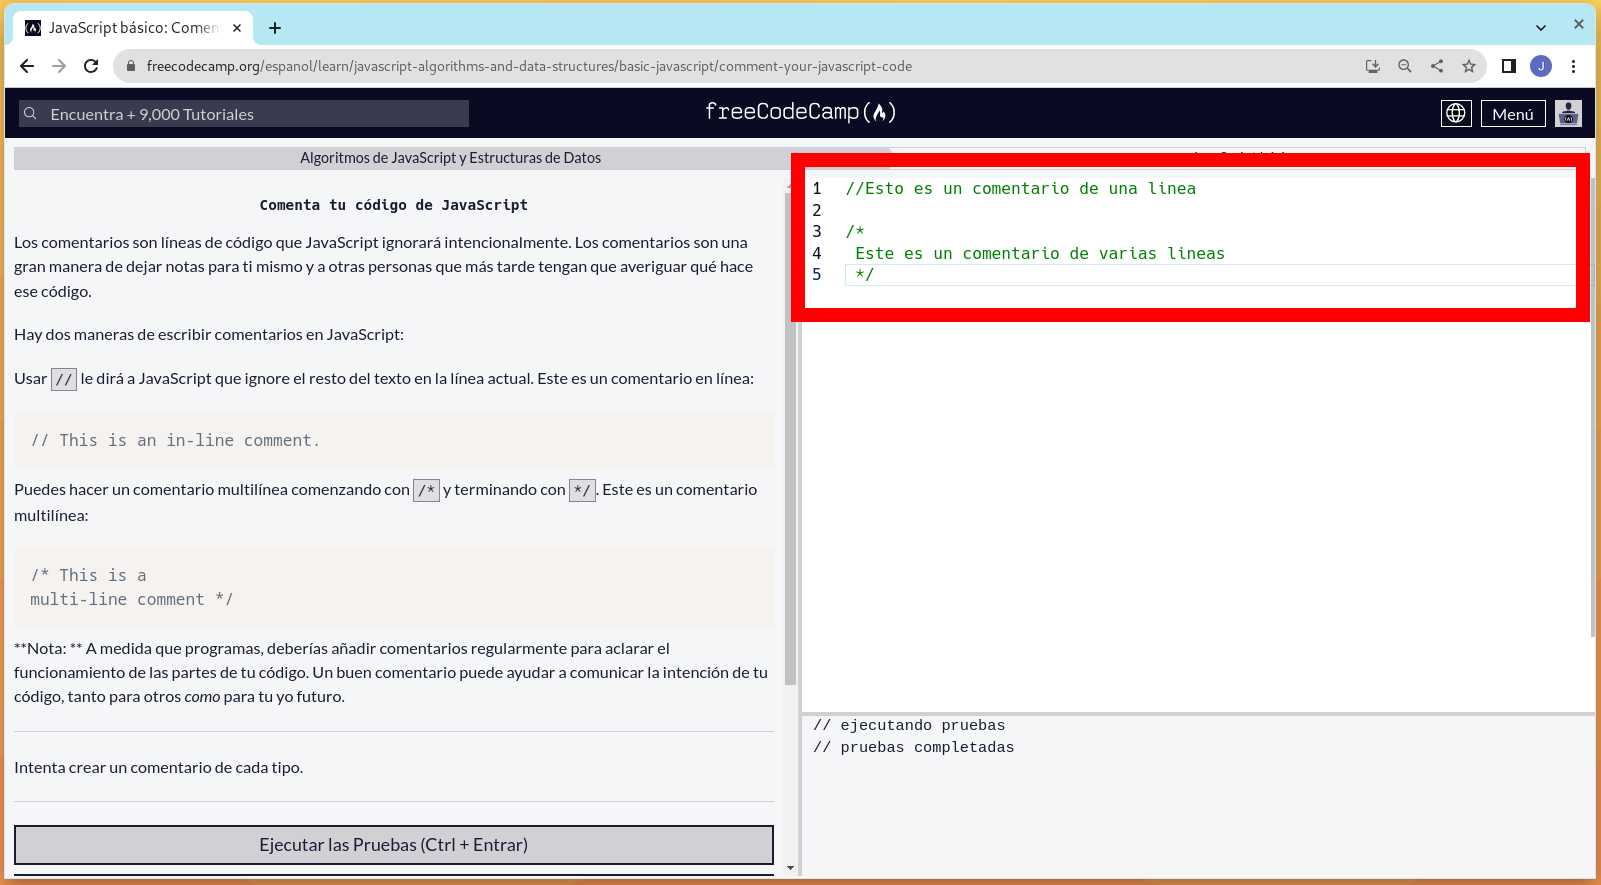 JavaScript básico: Comen
freecodecamp.org/espanol/learn/javascript-algorithms-and-data-structures/basic-javascript/comment-your-javascript-code
J
Encuentra + 9,000 Tutoriales
freeCodeCamp
Menú
Algoritmos de JavaScript y Estructuras de Datos
Comenta tu código de JavaScript
Los comentarios son líneas de código que JavaScript ignorará intencionalmente. Los comentarios son una
gran manera de dejar notas para ti mismo y a otras personas que más tarde tengan que averiguar qué hace
ese código.
Hay dos maneras de escribir comentarios en JavaScript:
Usar // le dirá a JavaScript que ignore el resto del texto en la línea actual. Este es un comentario en línea:
// This is an in-line comment.
Puedes hacer un comentario multilínea comenzando con /* y terminando con */. Este es un comentario
multilínea:
/* This is a
multi-line comment */
**Nota: ** A medida que programas, deberías añadir comentarios regularmente para aclarar el
funcionamiento de las partes de tu código. Un buen comentario puede ayudar a comunicar la intención de tu
código, tanto para otros como para tu yo futuro.
Intenta crear un comentario de cada tipo.
Ejecutar las Pruebas (Ctrl + Entrar)
1 //Esto es un comentario de una linea
2
3 /*
4 Este es un comentario de varias lineas
5 */
// ejecutando pruebas
// pruebas completadas